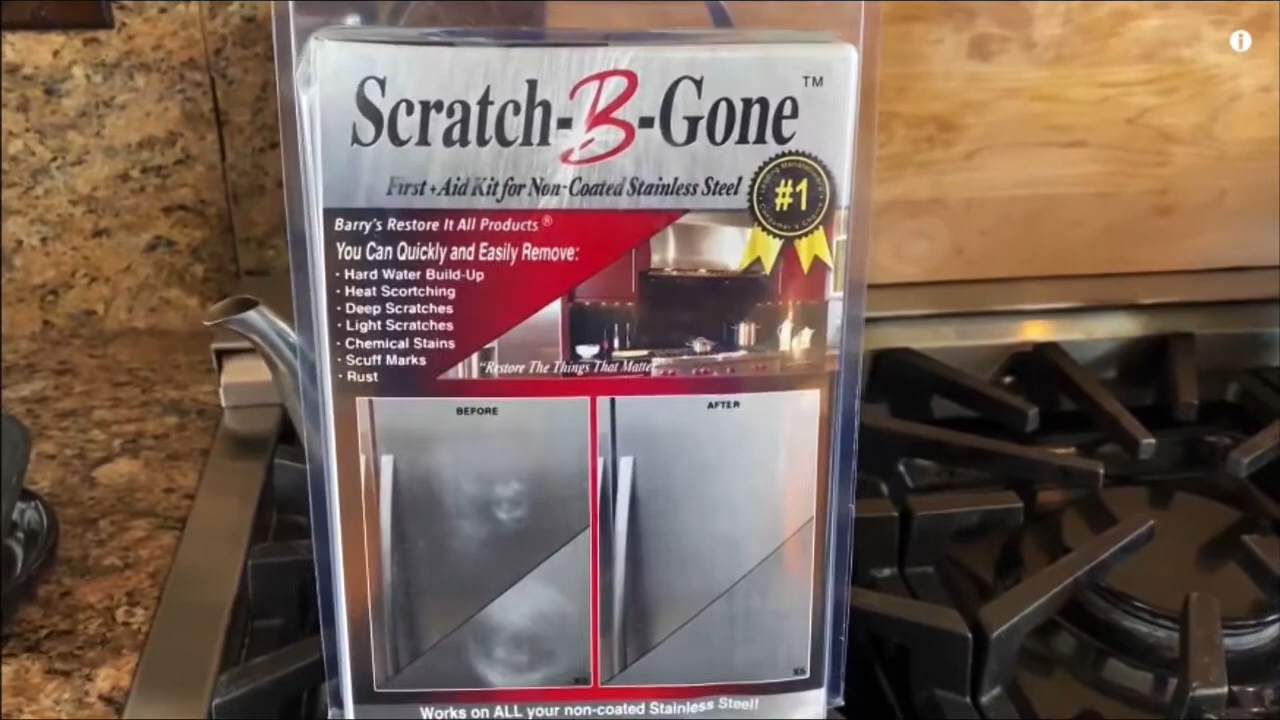 Scratch-B-Gone™
First+Aid Kit for Non-Coated Stainless Steel
#1
Barry's Restore It All Products®
You Can Quickly and Easily Remove:
· Hard Water Build-Up
· Heat Scortching
· Deep Scratches
· Light Scratches
· Chemical Stains
· Scuff Marks
· Rust
"Restore The Things That Matter
BEFORE
AFTER
X5
Works on ALL your non-coated Stainless Steel!